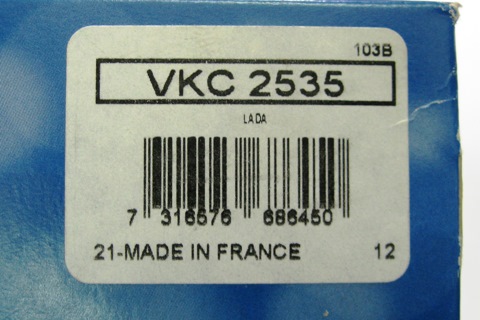 103B
VKC 2535
LADA
7 316576 686450
21-MADE IN FRANCE 12